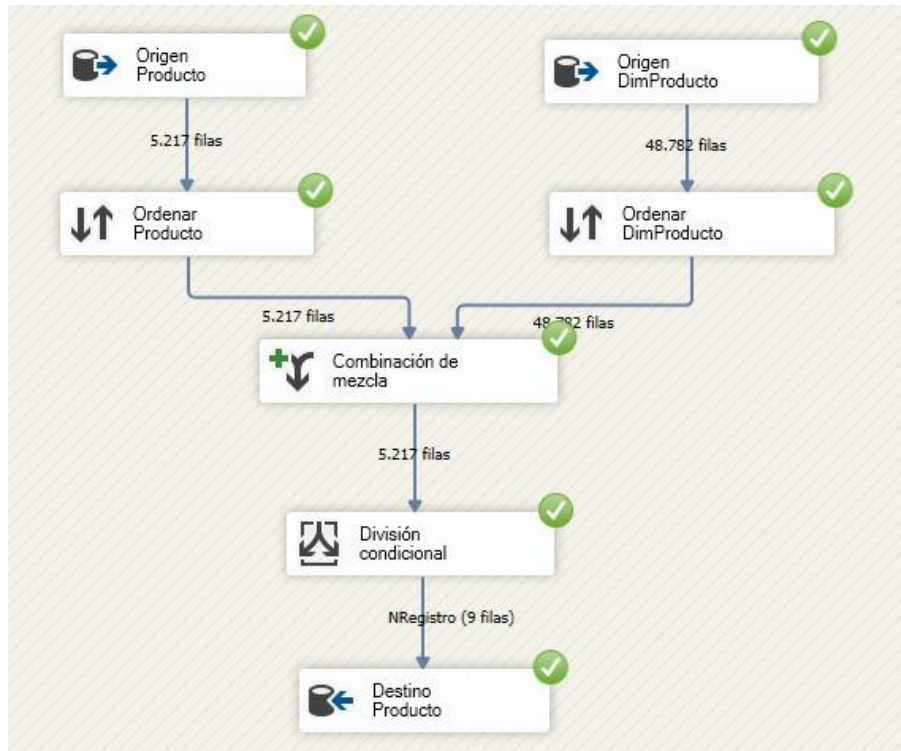 Origen
Producto
Origen
DimProducto
5.217 filas
48.782 filas
Ordenar
Producto
Ordenar
DimProducto
5.217 filas
48.782 filas
Combinación de
mezcla
5.217 filas
División
condicional
NRegistro (9 filas)
Destino
Producto